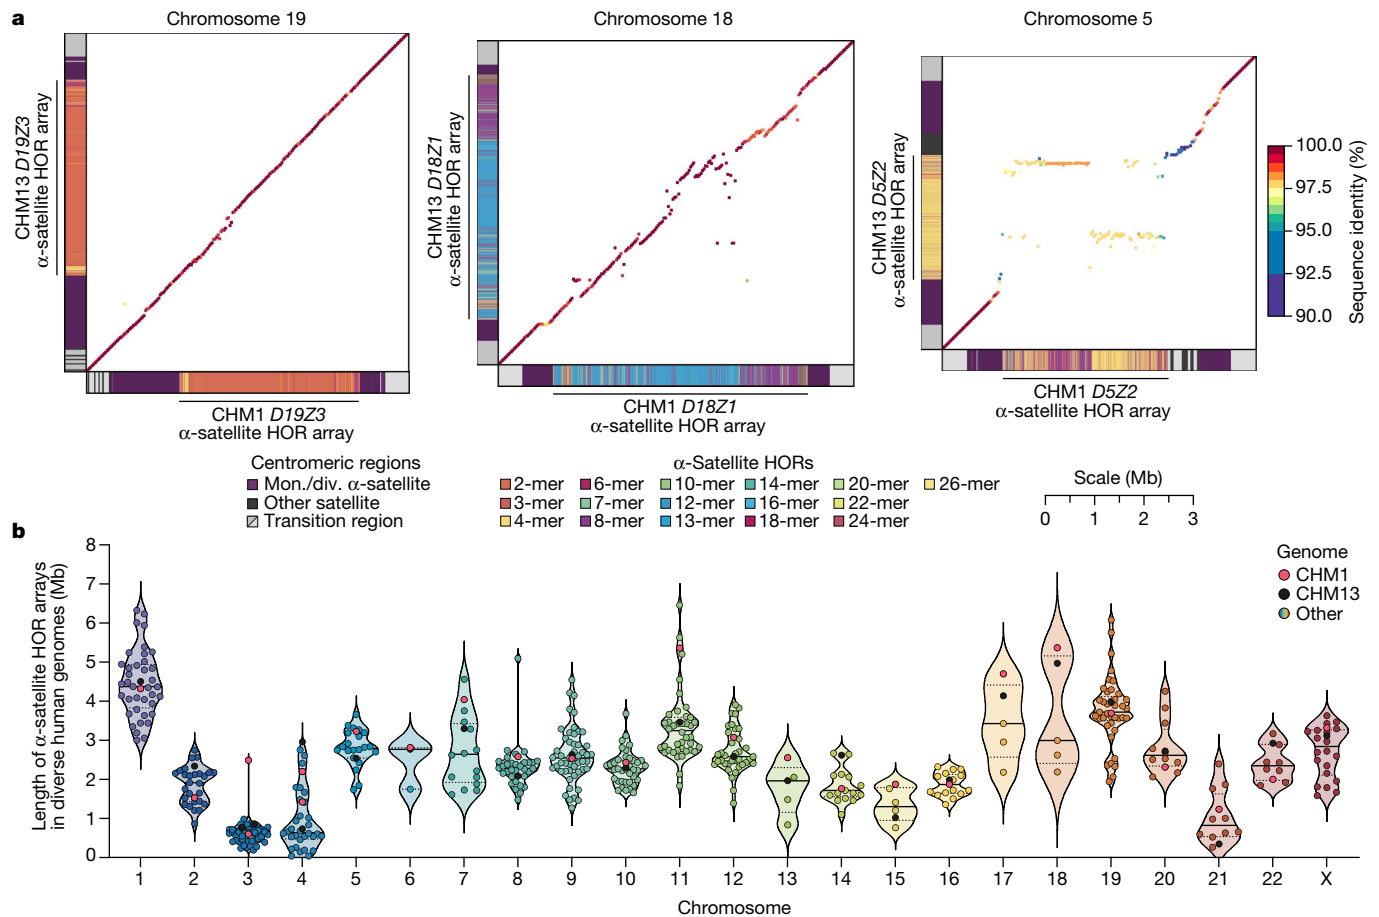 a
Chromosome 19
Chromosome 18
Chromosome 5
CHM13 D19Z3
α-satellite HOR array
CHM1 D19Z3
α-satellite HOR array
CHM13 D18Z1
α-satellite HOR array
CHM1 D18Z1
α-satellite HOR array
CHM13 D5Z2
α-satellite HOR array
CHM1 D5Z2
α-satellite HOR array
100.0
97.5
95.0
92.5
90.0
Sequence identity (%)
Centromeric regions
Mon./div. α-satellite
Other satellite
Transition region
α-Satellite HORs
2-mer 6-mer 10-mer 14-mer 20-mer 26-mer
3-mer 7-mer 12-mer 16-mer 22-mer
4-mer 8-mer 13-mer 18-mer 24-mer
Scale (Mb)
0 1 2 3
b
Length of α-satellite HOR arrays
in diverse human genomes (Mb)
8
7
6
5
4
3
2
1
0
Genome
CHM1
CHM13
Other
1 2 3 4 5 6 7 8 9 10 11 12 13 14 15 16 17 18 19 20 21 22 X
Chromosome